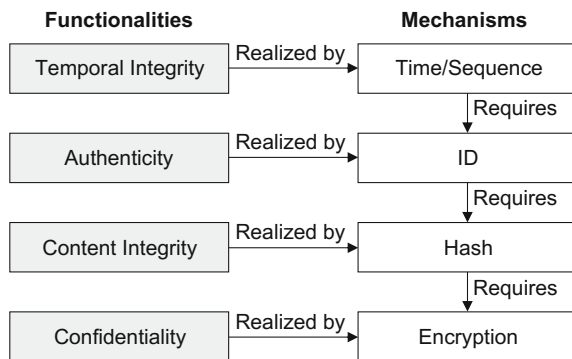 Functionalities
Mechanisms
Temporal Integrity
Realized by
Time/Sequence
Requires
Authenticity
Realized by
ID
Requires
Content Integrity
Realized by
Hash
Requires
Confidentiality
Realized by
Encryption